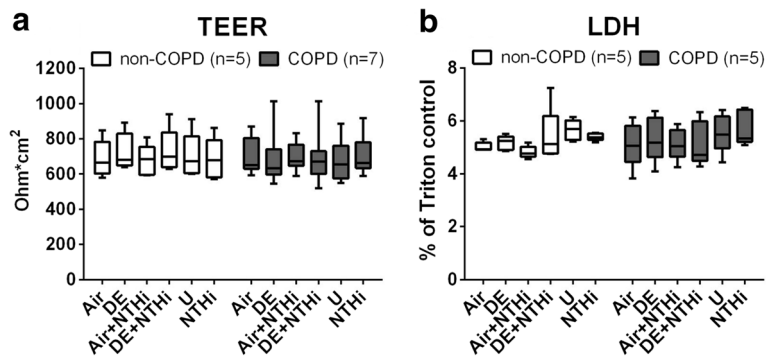 a TEER
non-COPD (n=5) COPD (n=7)
Ohm*cm²
1200
1000
800
600
400
200
0
Air DE Air+NTHi DE+NTHi U NTHi Air DE Air+NTHi DE+NTHi U NTHi
b LDH
non-COPD (n=5) COPD (n=5)
% of Triton control
8
6
4
2
0
Air DE Air+NTHi DE+NTHi U NTHi Air DE Air+NTHi DE+NTHi U NTHi